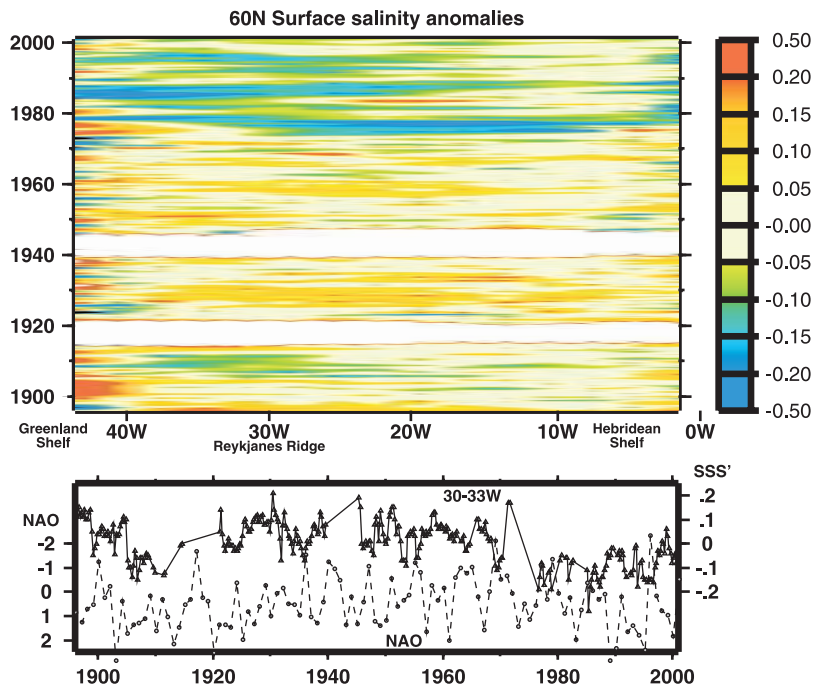 60N Surface salinity anomalies
2000
1980
1960
1940
1920
1900
0.50
0.20
0.15
0.10
0.05
-0.00
-0.05
-0.10
-0.15
-0.20
-0.50
Greenland Shelf
40W
30W
20W
10W
Hebridean Shelf
0W
Reykjanes Ridge
SSS'
30-33W
NAO
-2
-1
0
1
2
.2
.1
0
-.1
-.2
NAO
1900
1920
1940
1960
1980
2000